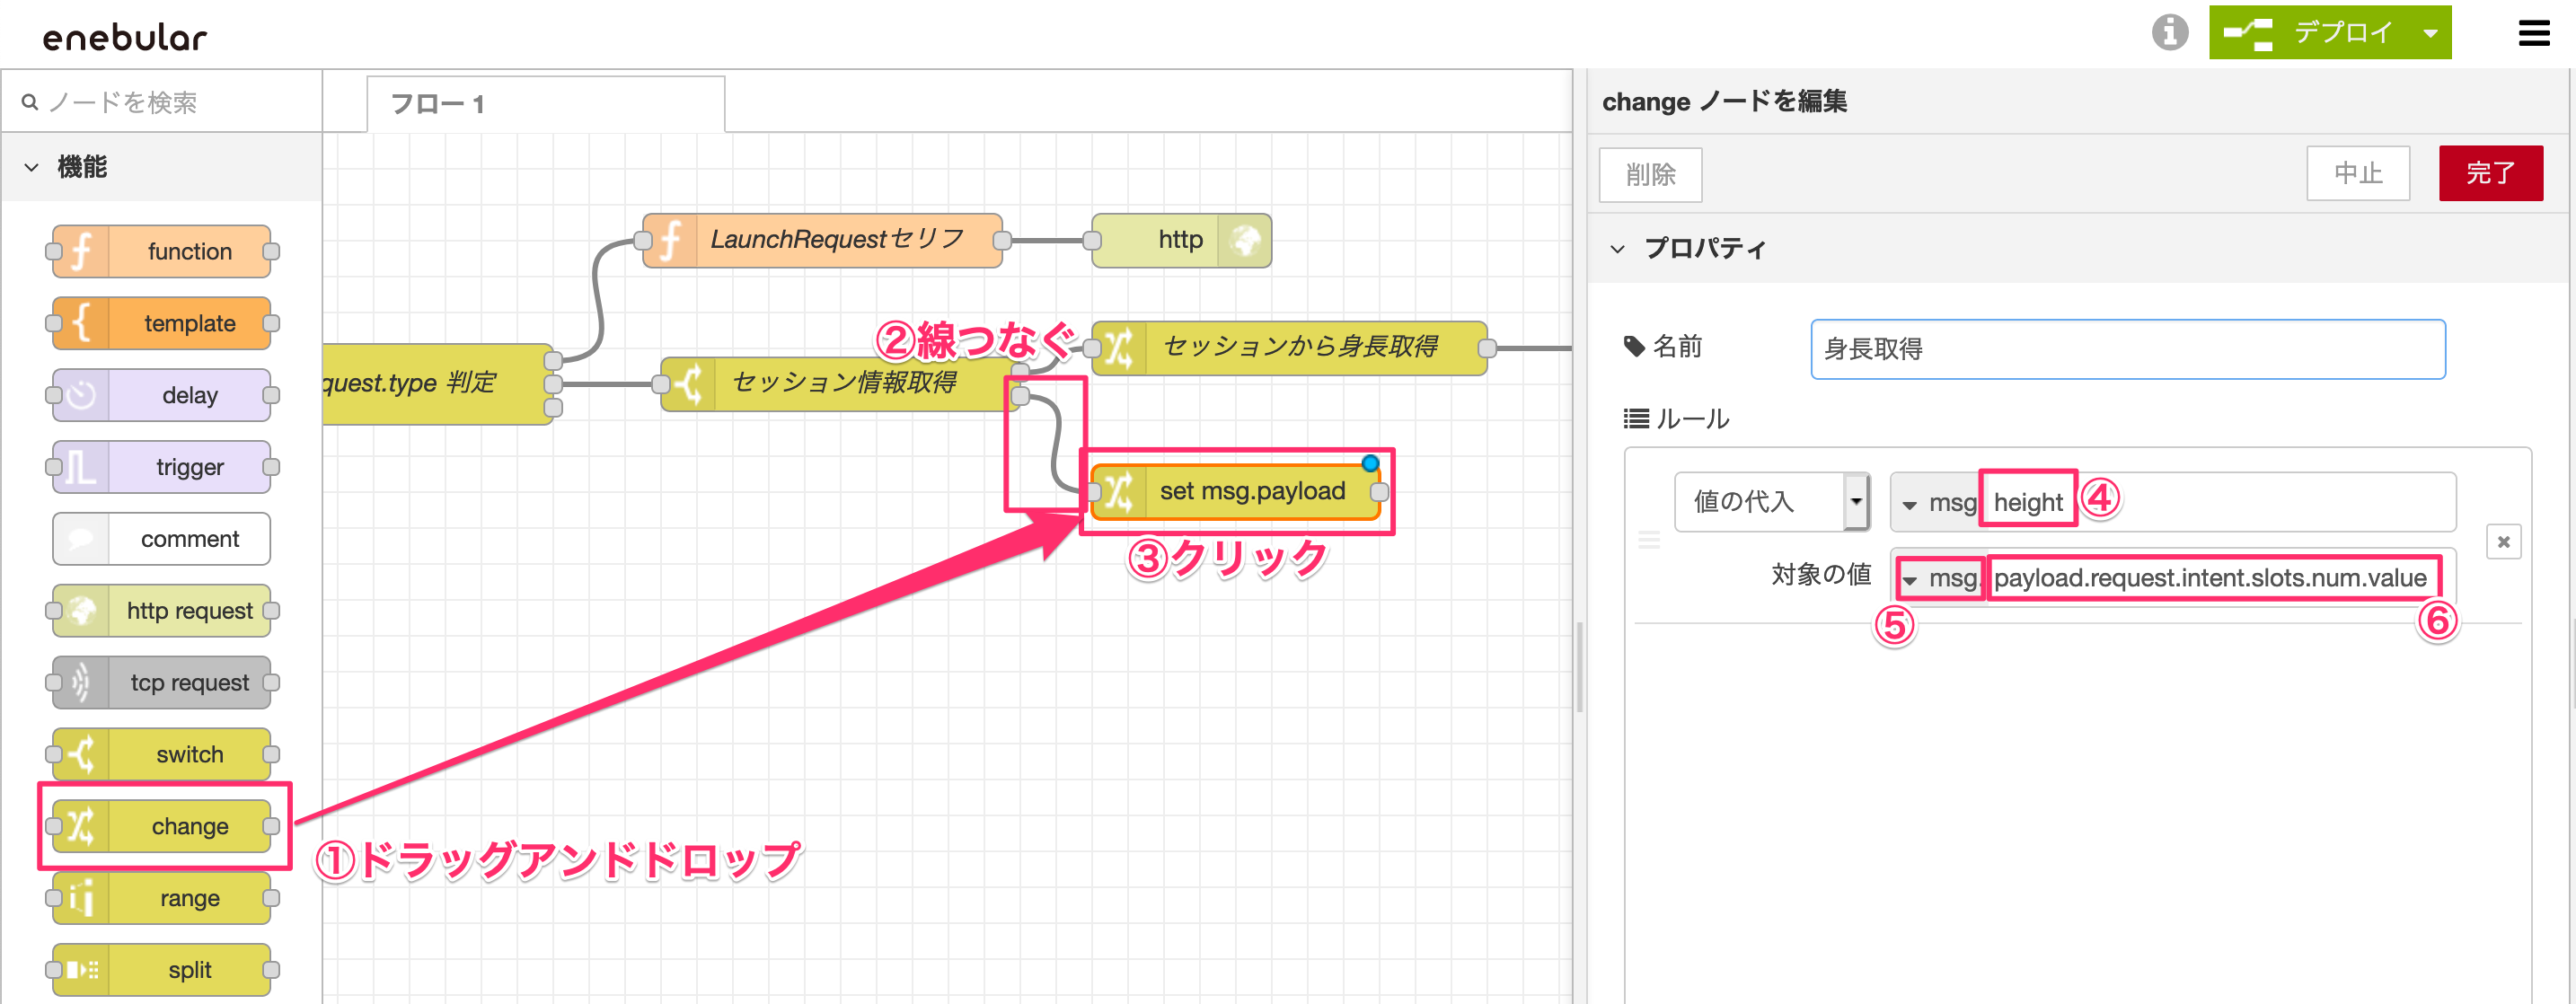 enebular
デプロイ
ノードを検索
フロー 1
機能
function
template
delay
trigger
comment
http request
tcp request
switch
change
range
split
LaunchRequestセリフ
http
quest.type 判定
セッション情報取得
②線つなぐ
セッションから身長取得
set msg.payload
③クリック
①ドラッグアンドドロップ
change ノードを編集
削除
中止
完了
プロパティ
名前
身長取得
ルール
値の代入
msg. height
④
対象の値
msg. payload.request.intent.slots.num.value
⑤
⑥